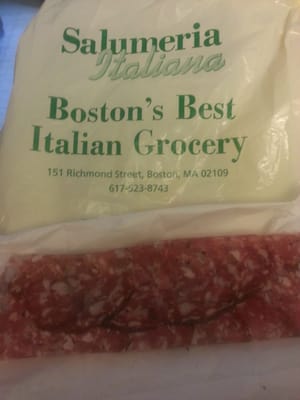 Salumeria
Italiana
Boston's Best
Italian Grocery
151 Richmond Street, Boston, MA 02109
617-523-8743